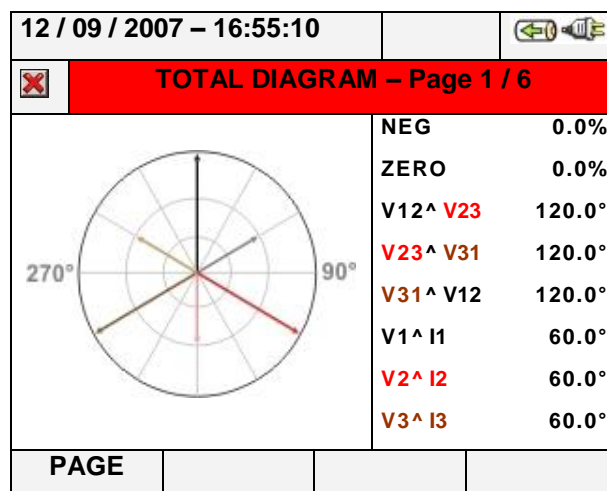 12 / 09 / 2007 – 16:55:10
TOTAL DIAGRAM – Page 1 / 6
270°
90°
NEG 0.0%
ZERO 0.0%
V12^ V23 120.0°
V23^ V31 120.0°
V31^ V12 120.0°
V1^ I1 60.0°
V2^ I2 60.0°
V3^ I3 60.0°
PAGE